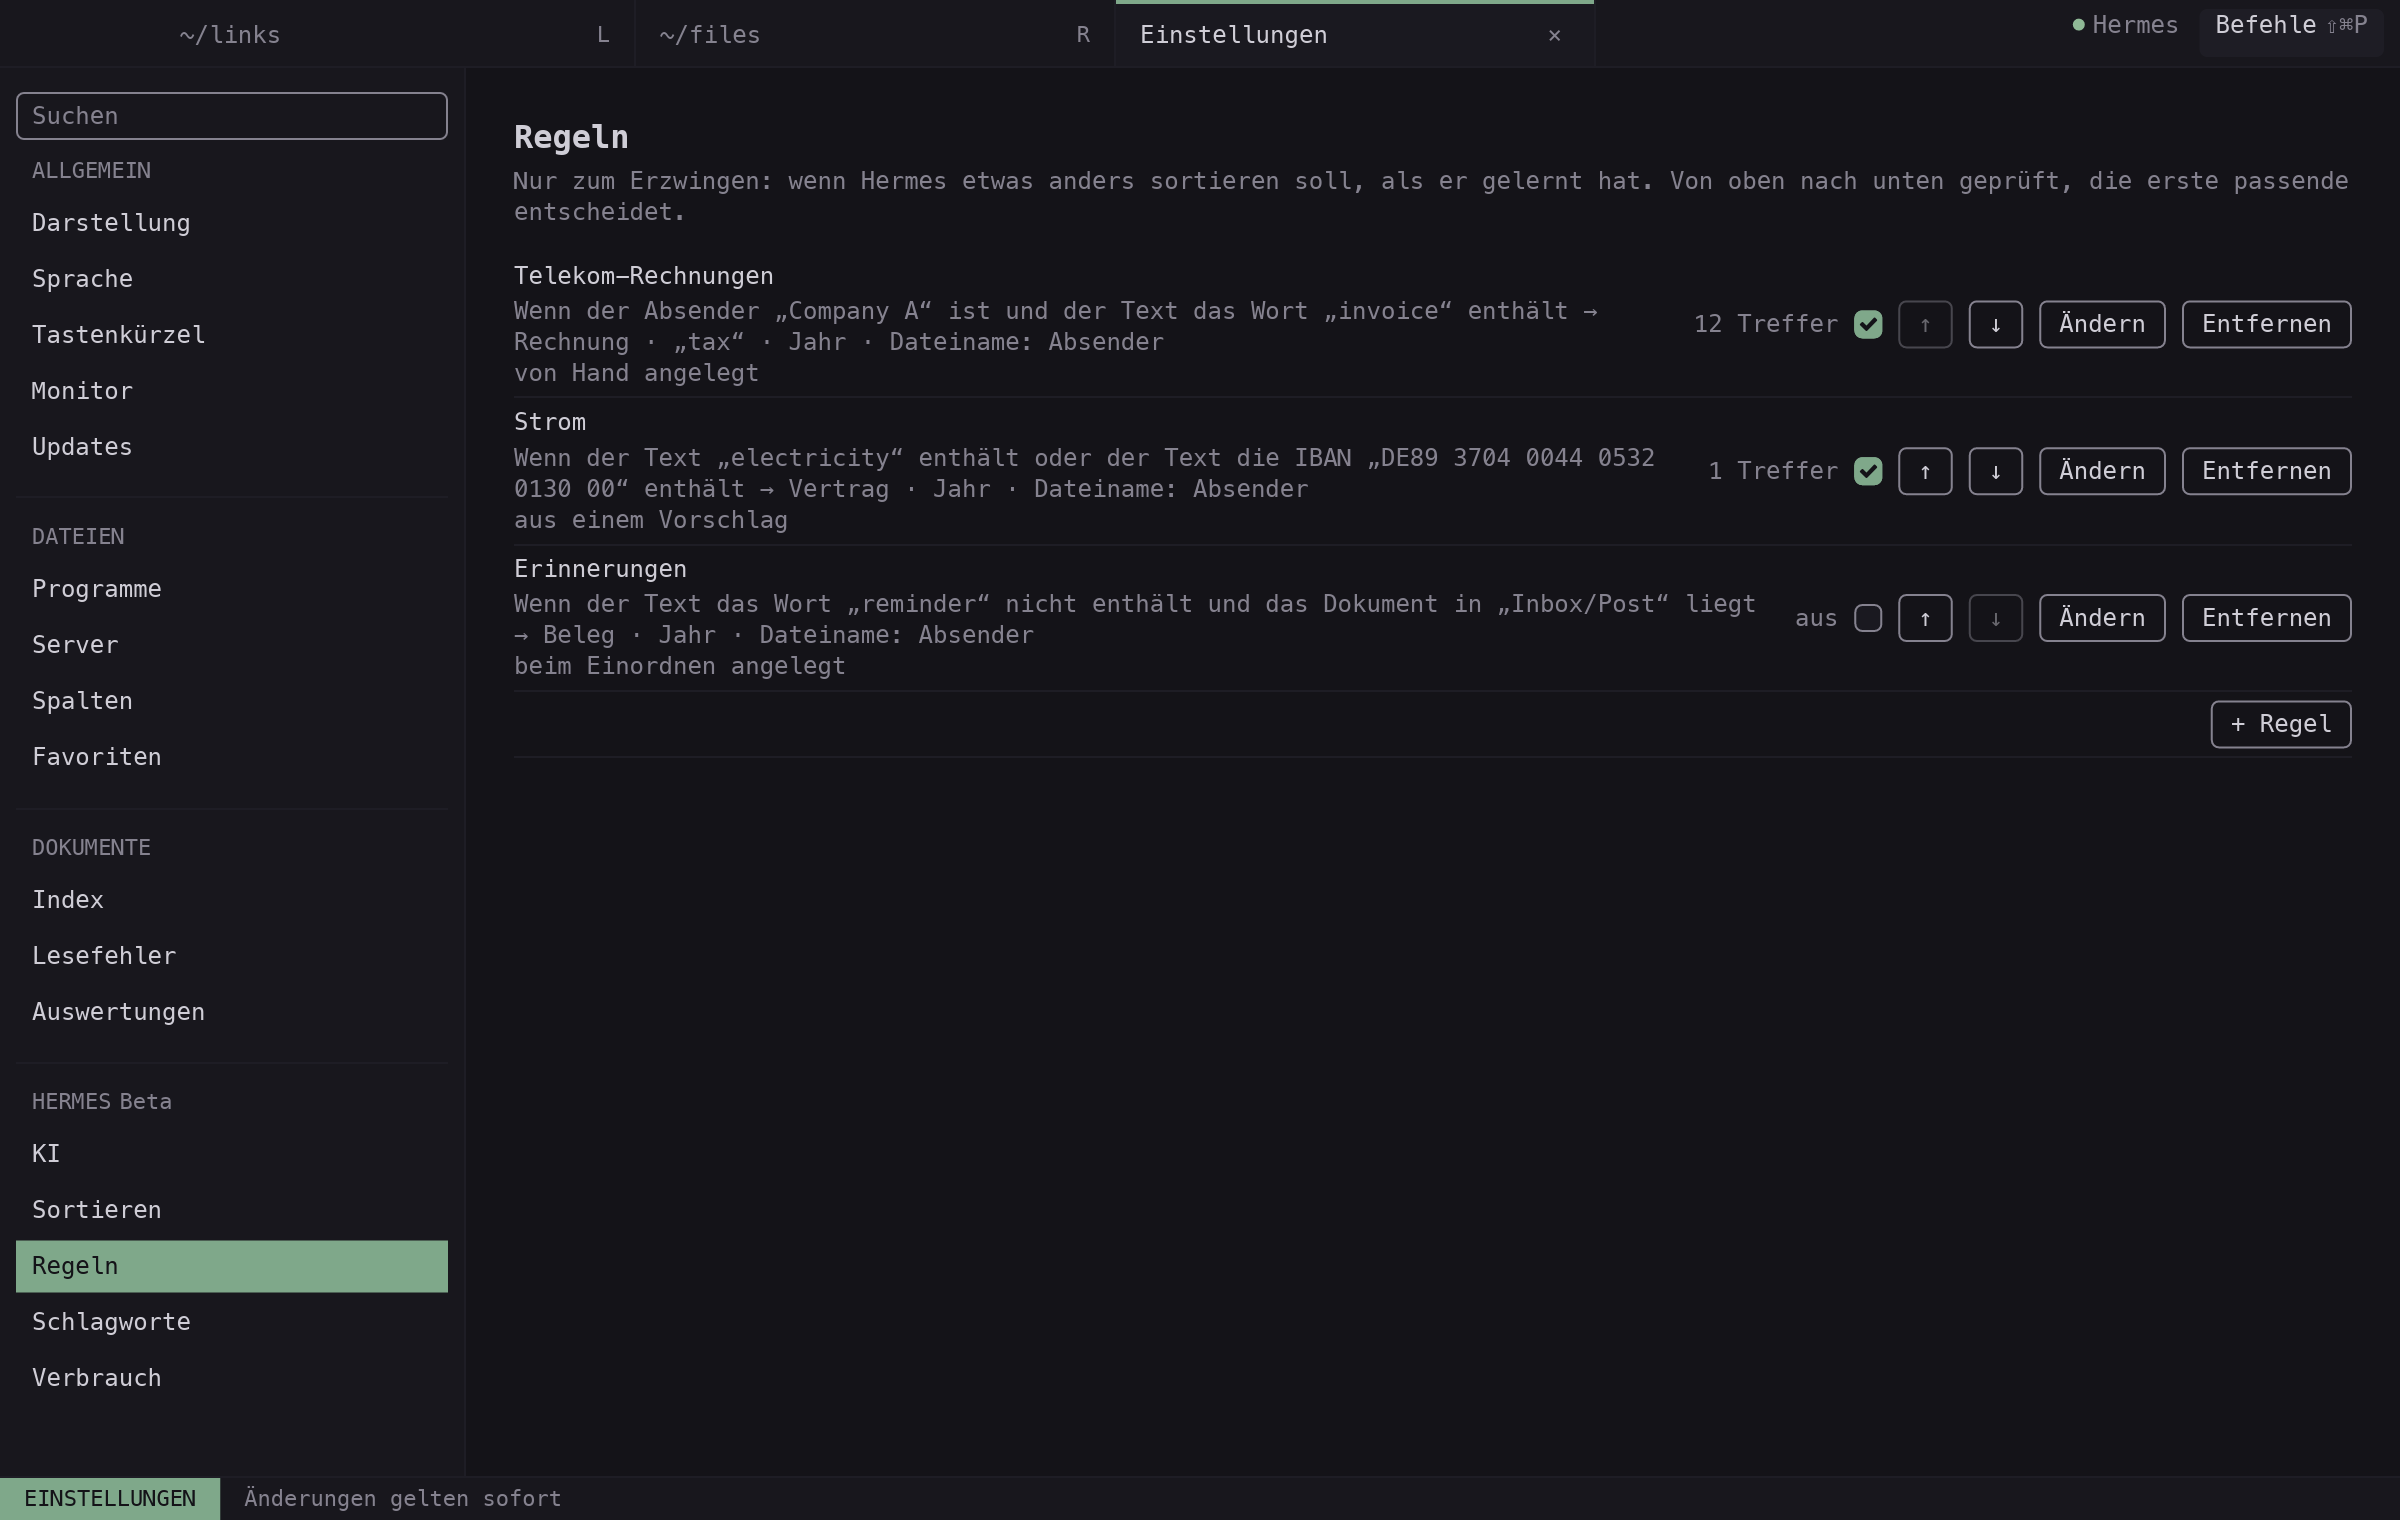 ~/links L ~/files R Einstellungen × Hermes Befehle ⇧⌘P
Suchen
ALLGEMEIN
Darstellung
Sprache
Tastenkürzel
Monitor
Updates
DATEIEN
Programme
Server
Spalten
Favoriten
DOKUMENTE
Index
Lesefehler
Auswertungen
HERMES Beta
KI
Sortieren
Regeln
Schlagworte
Verbrauch
Regeln
Nur zum Erzwingen: wenn Hermes etwas anders sortieren soll, als er gelernt hat. Von oben nach unten geprüft, die erste passende
entscheidet.
Telekom–Rechnungen
Wenn der Absender „Company A“ ist und der Text das Wort „invoice“ enthält →
Rechnung · „tax“ · Jahr · Dateiname: Absender
von Hand angelegt
12 Treffer ↑ ↓ Ändern Entfernen
Strom
Wenn der Text „electricity“ enthält oder der Text die IBAN „DE89 3704 0044 0532
0130 00“ enthält → Vertrag · Jahr · Dateiname: Absender
aus einem Vorschlag
1 Treffer ↑ ↓ Ändern Entfernen
Erinnerungen
Wenn der Text das Wort „reminder“ nicht enthält und das Dokument in „Inbox/Post“ liegt
→ Beleg · Jahr · Dateiname: Absender
beim Einordnen angelegt
aus ↑ ↓ Ändern Entfernen
+ Regel
EINSTELLUNGEN Änderungen gelten sofort